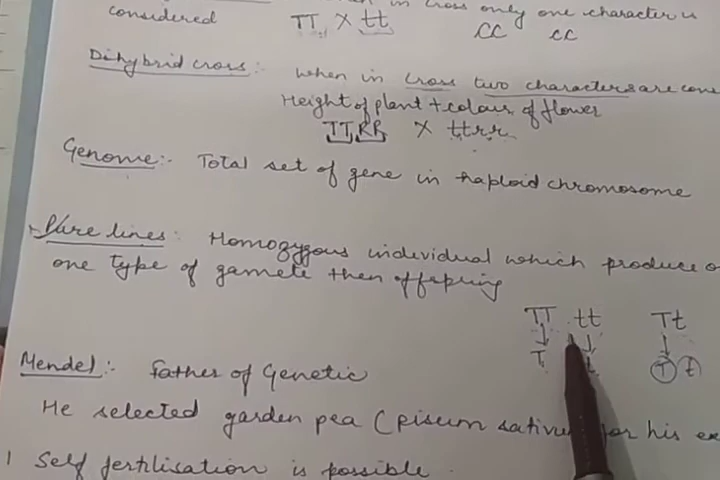 in cross only one character is
considered TT X tt CC cc
Dihybrid cross:- When in cross two characters are
Height of plant + colour of flower
TTRR X ttrr
Genome:- Total set of gene in haploid chromosome
Pure lines: Homozygous individual which produce
one type of gamete then offspring
TT tt Tt
T T t
Mendel:- Father of Genetic
He selected garden pea (Pisum for his
1 Self fertilisation is possible